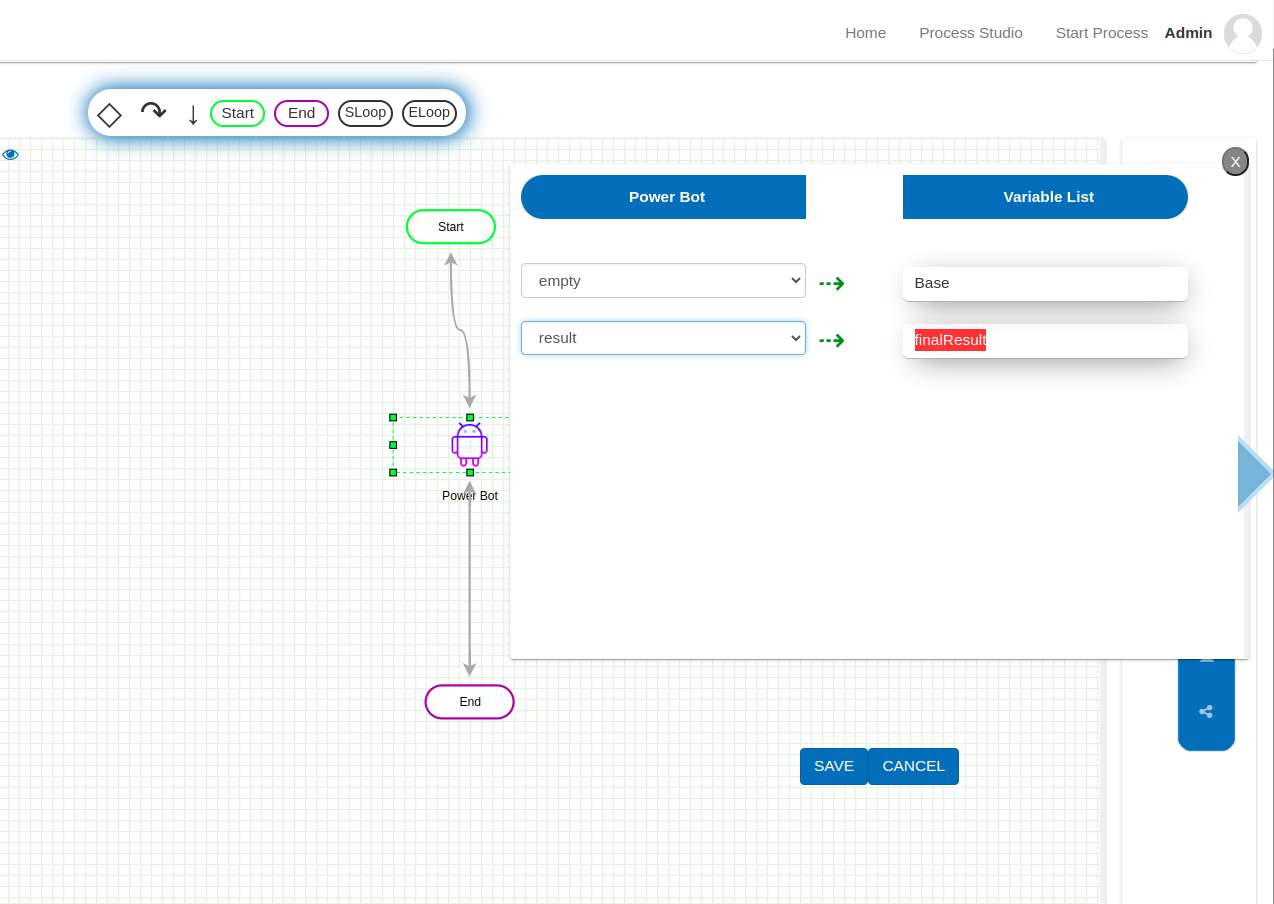 Home Process Studio Start Process Admin
Start End SLoop ELoop
X
Power Bot Variable List
Start
empty Base
result finalResult
Power Bot
End
SAVE CANCEL